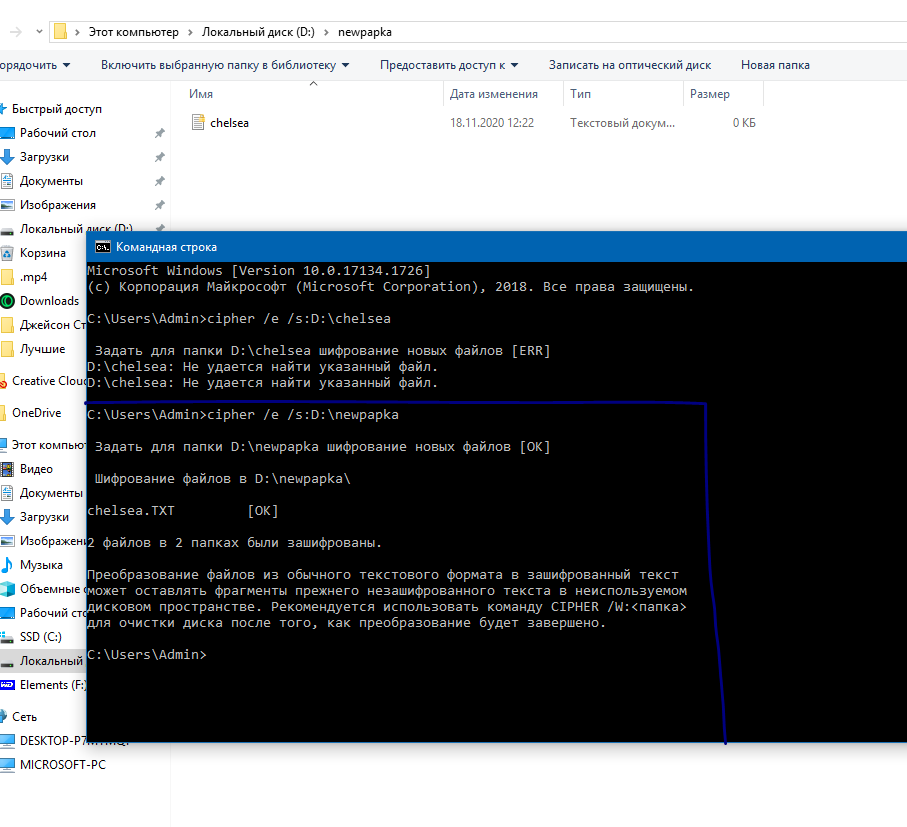 Этот компьютер > Локальный диск (D:) > newpapka
орядочить Включить выбранную папку в библиотеку Предоставить доступ к Записать на оптический диск Новая папка
Имя Дата изменения Тип Размер
chelsea 18.11.2020 12:22 Текстовый докум... 0 КБ
Быстрый доступ
Рабочий стол
Загрузки
Документы
Изображения
Локальный диск (D:)
Корзина
.mp4
Downloads
Джейсон Ст
Лучшие
Creative Clou
OneDrive
Этот компьют
Видео
Документы
Загрузки
Изображени
Музыка
Объемные
Рабочий сто
SSD (C:)
Локальный
Elements (F:)
Сеть
DESKTOP-P7
MICROSOFT-PC
Командная строка
Microsoft Windows [Version 10.0.17134.1726]
(c) Корпорация Майкрософт (Microsoft Corporation), 2018. Все права защищены.
C:\Users\Admin>cipher /e /s:D:\chelsea
Задать для папки D:\chelsea шифрование новых файлов [ERR]
D:\chelsea: Не удается найти указанный файл.
D:\chelsea: Не удается найти указанный файл.
C:\Users\Admin>cipher /e /s:D:\newpapka
Задать для папки D:\newpapka шифрование новых файлов [OK]
Шифрование файлов в D:\newpapka\
chelsea.TXT [OK]
2 файлов в 2 папках были зашифрованы.
Преобразование файлов из обычного текстового формата в зашифрованный текст
может оставлять фрагменты прежнего незашифрованного текста в неиспользуемом
дисковом пространстве. Рекомендуется использовать команду CIPHER /W:<папка>
для очистки диска после того, как преобразование будет завершено.
C:\Users\Admin>